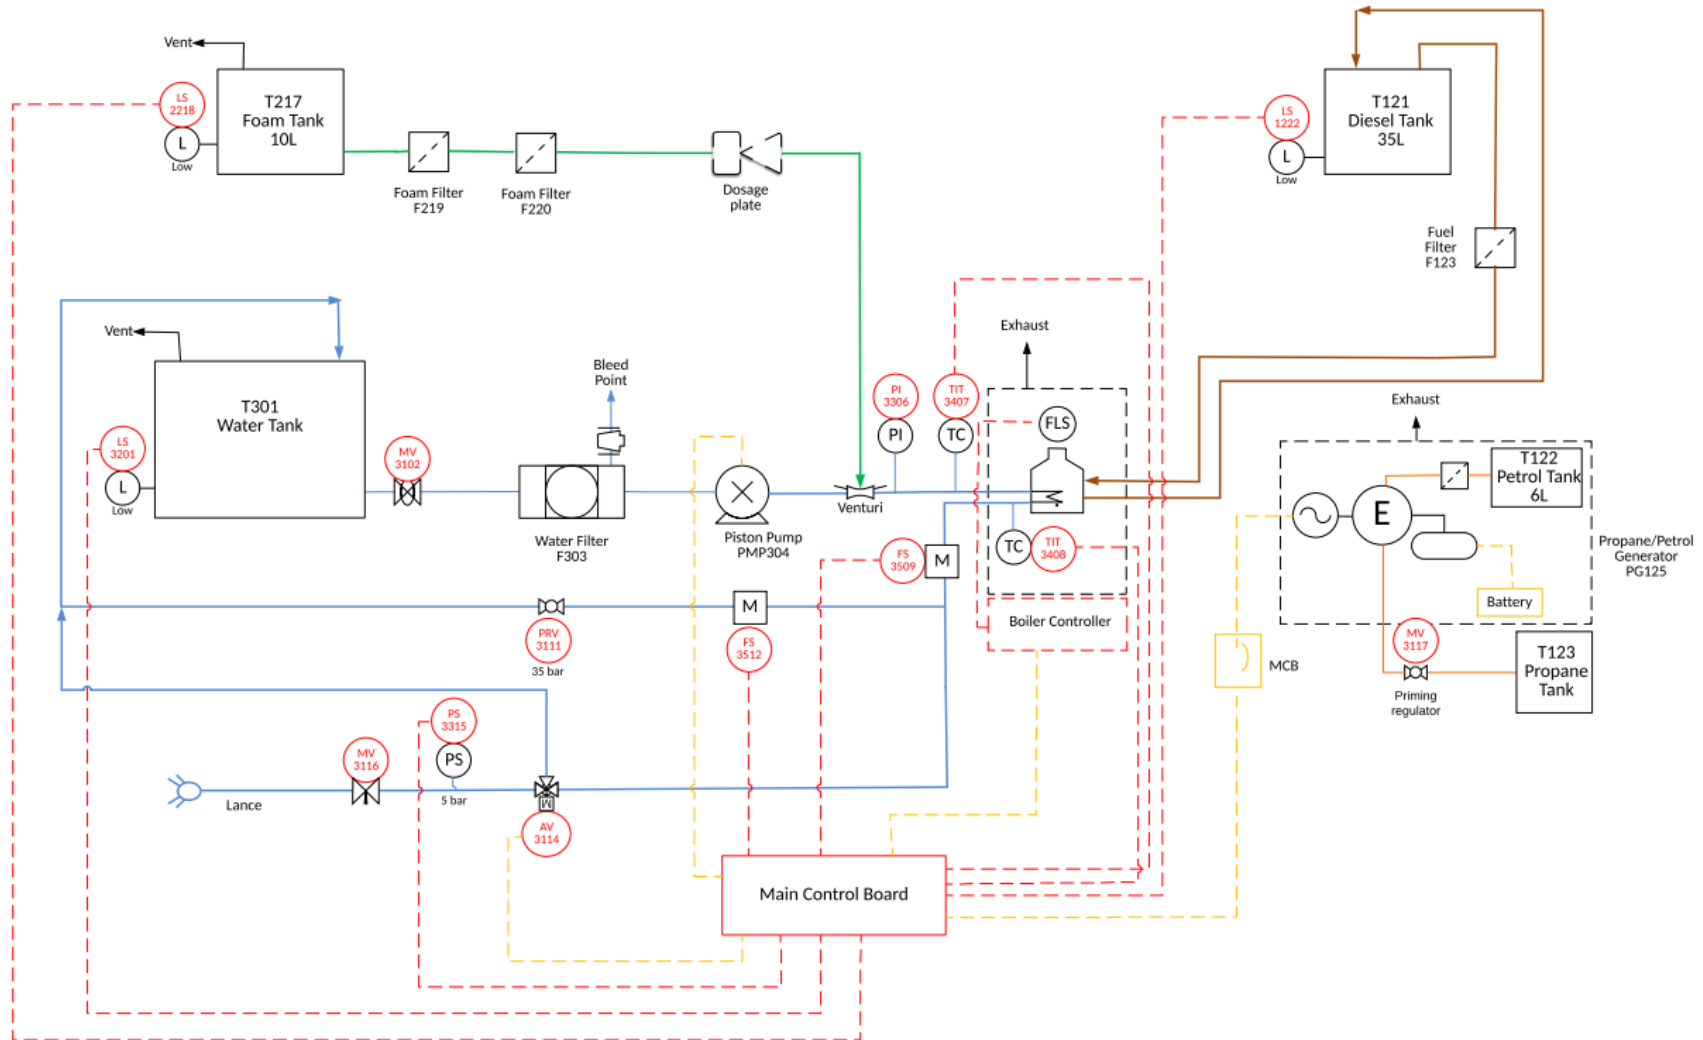 Vent
LS
2218
L
Low
T217
Foam Tank
10L
Foam Filter
F219
Foam Filter
F220
Dosage
plate
LS
1222
L
Low
T121
Diesel Tank
35L
Fuel
Filter
F123
Vent
T301
Water Tank
LS
3201
L
Low
MV
3102
Bleed
Point
Water Filter
F303
Piston Pump
PMP304
Venturi
PI
3306
PI
TIT
3407
TC
Exhaust
FLS
TC
TIT
3408
FS
3509
M
Boiler Controller
Exhaust
T122
Petrol Tank
6L
E
Battery
Propane/Petrol
Generator
PG125
MV
3117
Priming
regulator
T123
Propane
Tank
MCB
PRV
3111
35 bar
M
FS
3512
PS
3315
PS
5 bar
MV
3116
Lance
M
AV
3114
Main Control Board